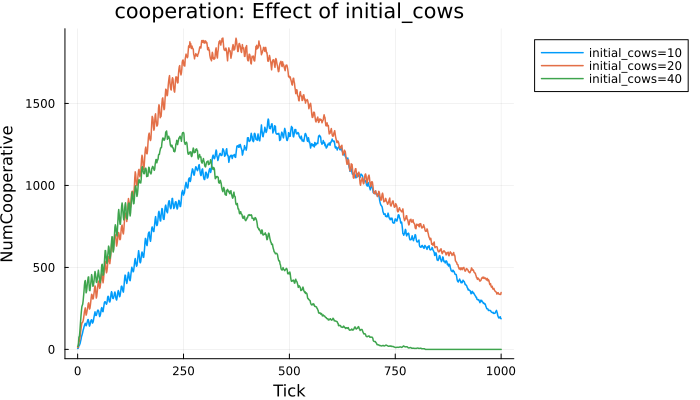 cooperation: Effect of initial_cows
initial_cows=10
initial_cows=20
initial_cows=40
NumCooperative
1500
1000
500
0
0
250
500
750
1000
Tick